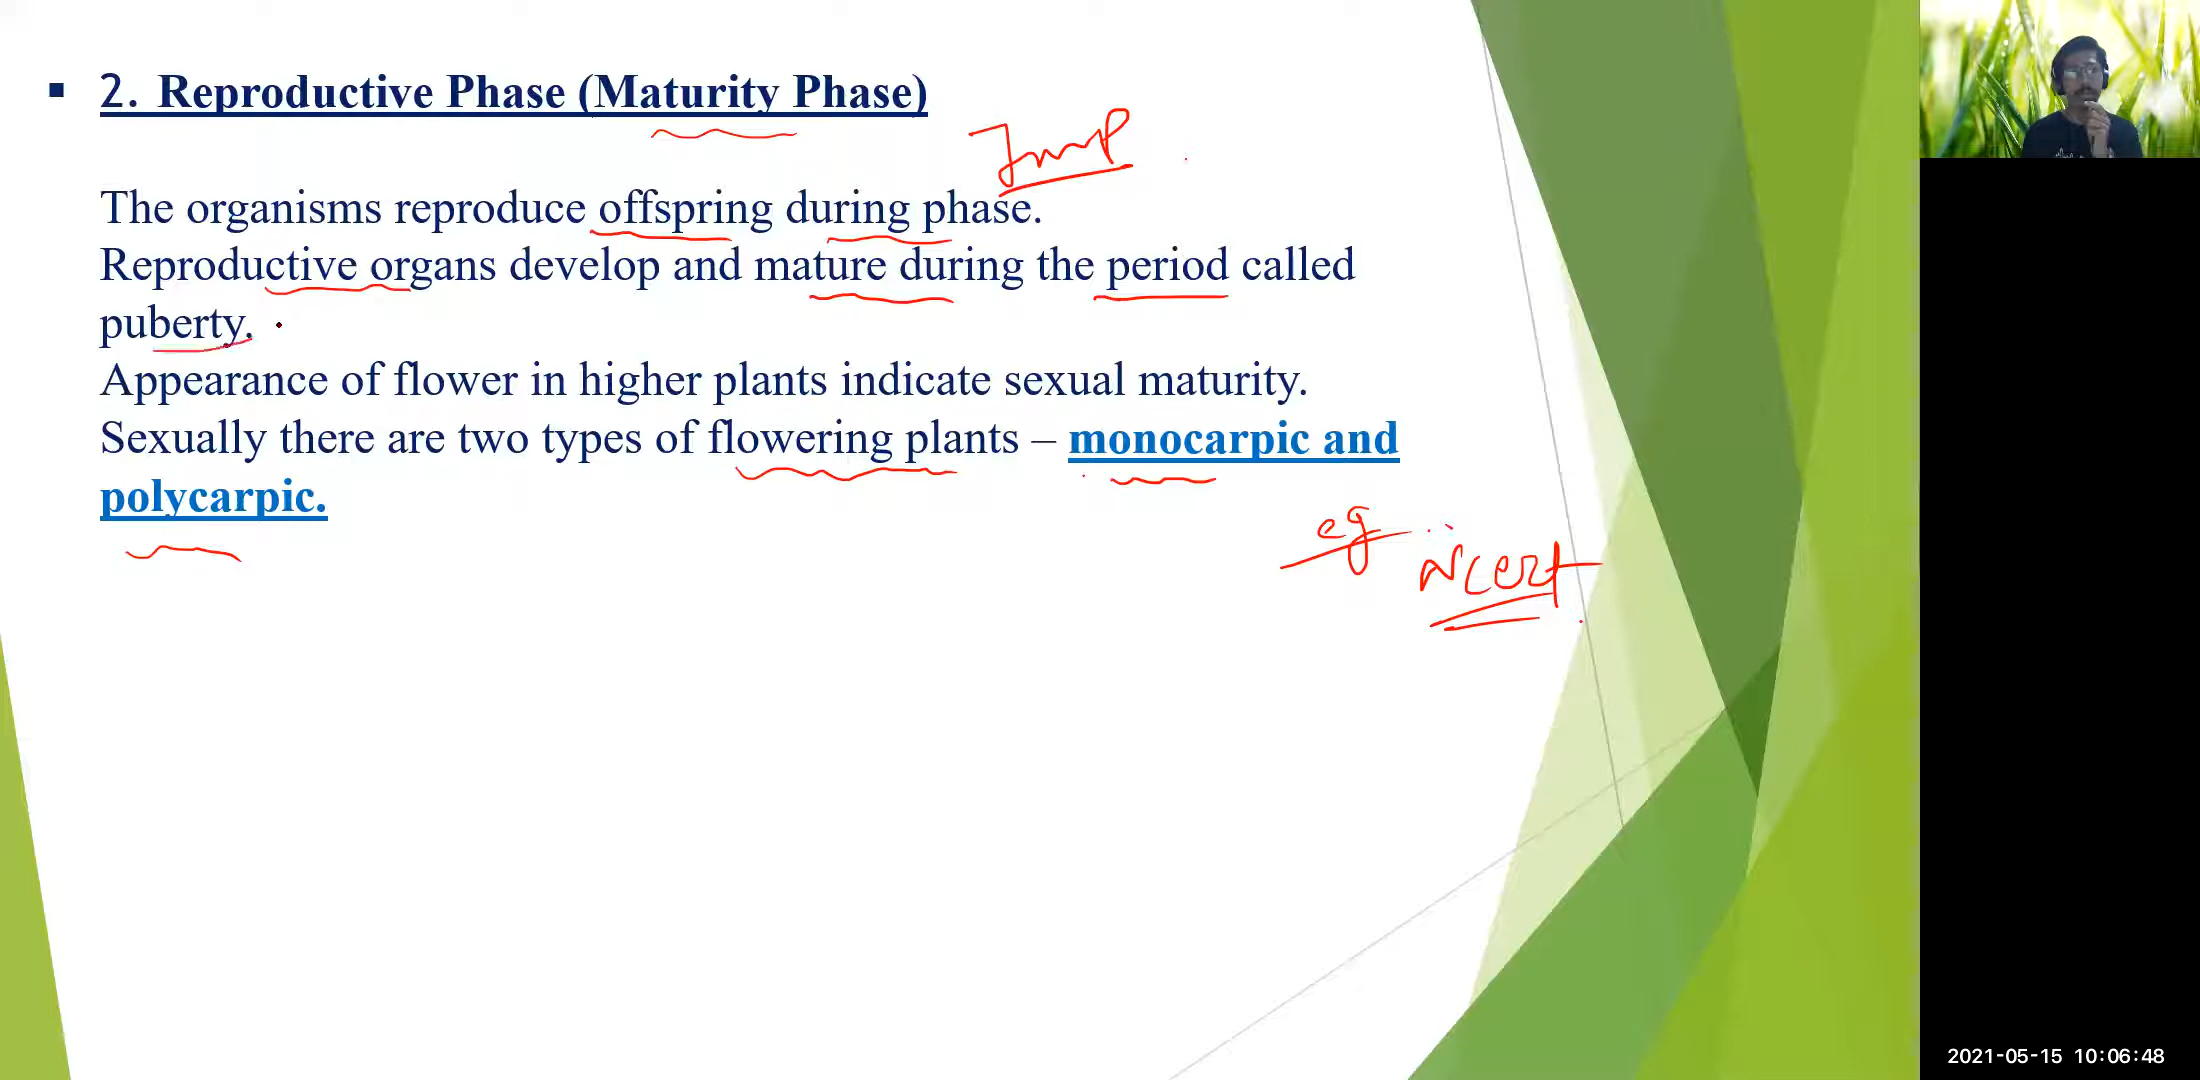 2. Reproductive Phase (Maturity Phase)
Imp
The organisms reproduce offspring during phase.
Reproductive organs develop and mature during the period called
puberty.
Appearance of flower in higher plants indicate sexual maturity.
Sexually there are two types of flowering plants – monocarpic and
polycarpic.
eg
Ncert
2021-05-15 10:06:48